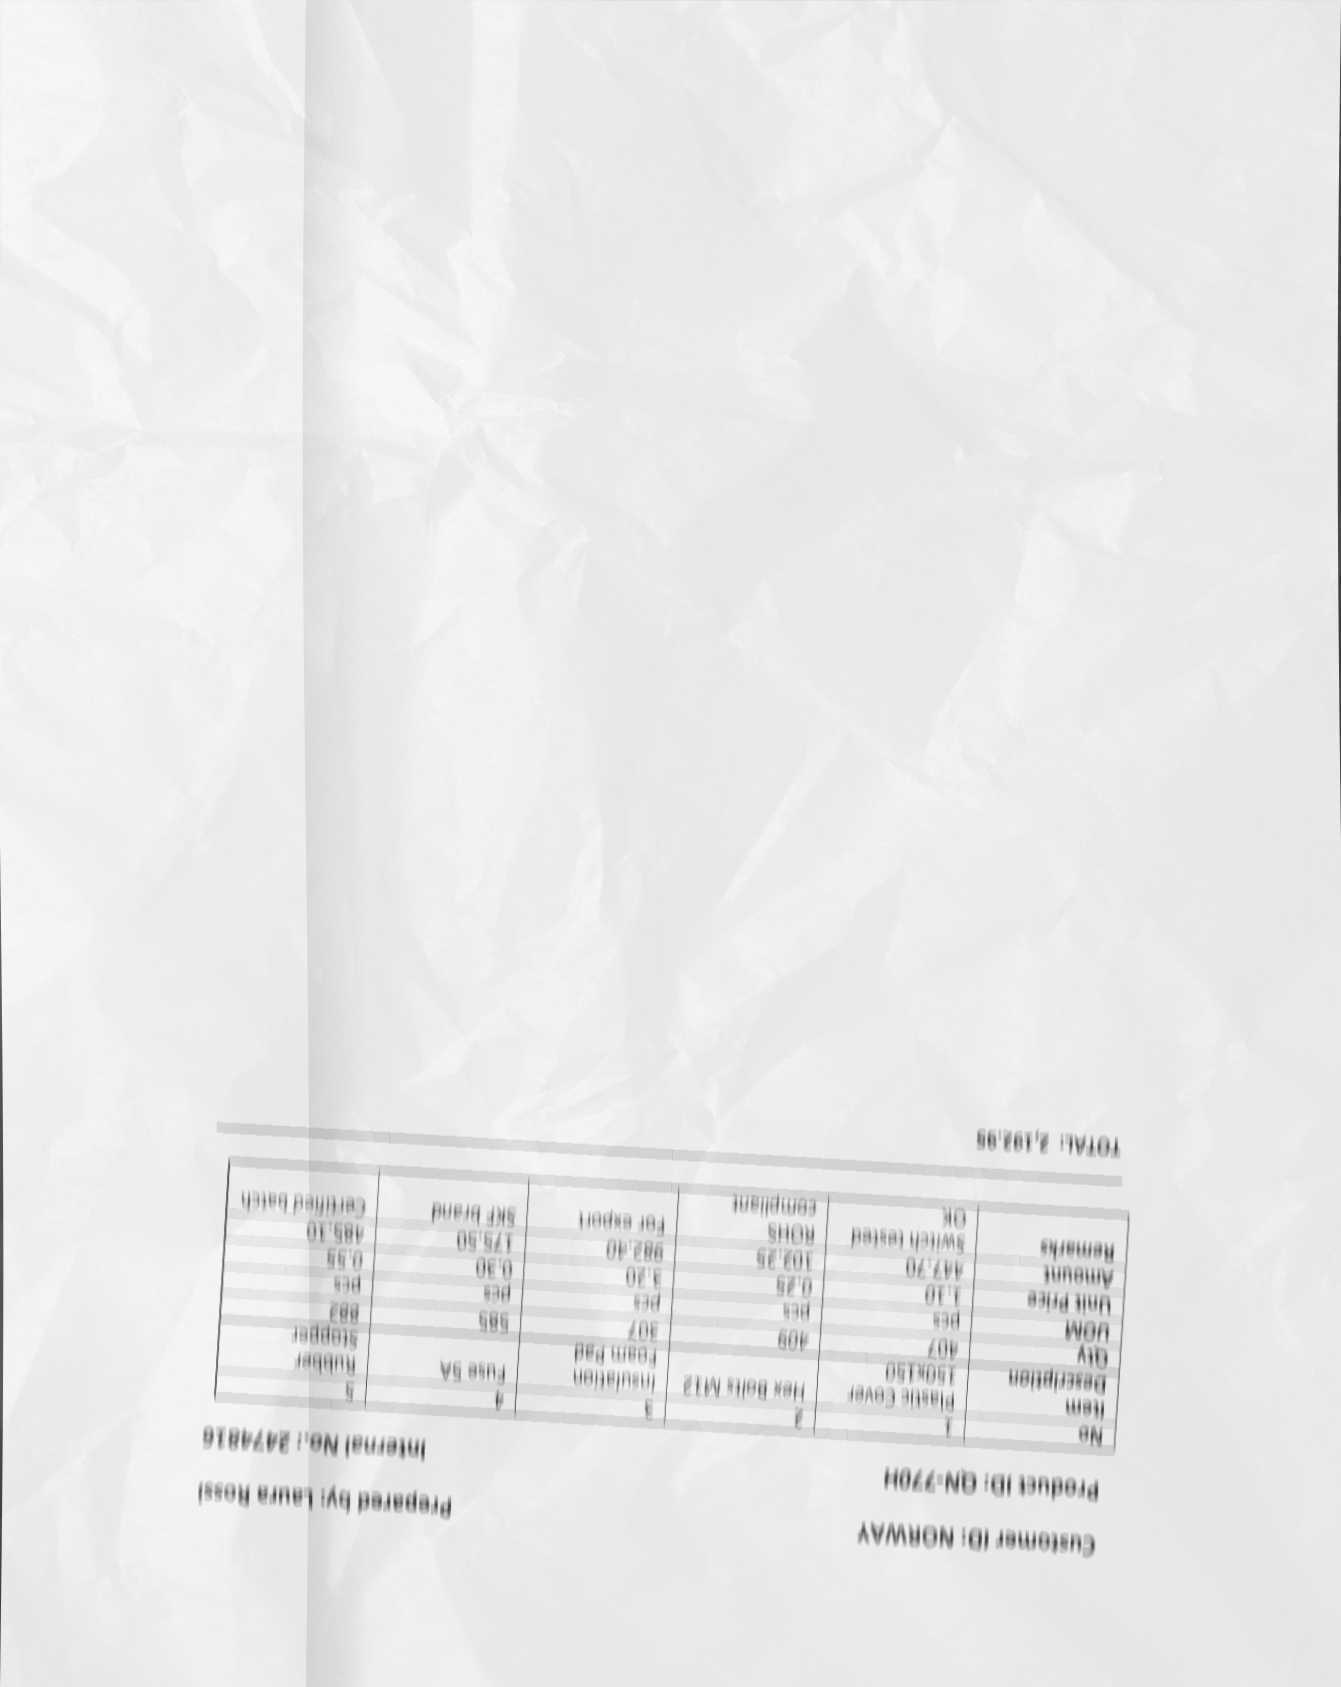 Customer ID: NORWAY Prepared by: Laura Rossi
Product ID: QN-770H Internal No.: 2474816
No 1 2 3 4 5
Item Plastic Cover Hex Bolts M12 Insulation Fuse 5A Rubber
Description 150x150 Foam Pad Stopper
Qty 407 409 307 585 882
UOM pcs pcs pcs pcs pcs
Unit Price 1.10 0.25 3.20 0.30 0.55
Amount 447.70 102.25 982.40 175.50 485.10
Remarks Switch tested ROHS For export SKF brand Certified batch
OK compliant
TOTAL: 2,192.95